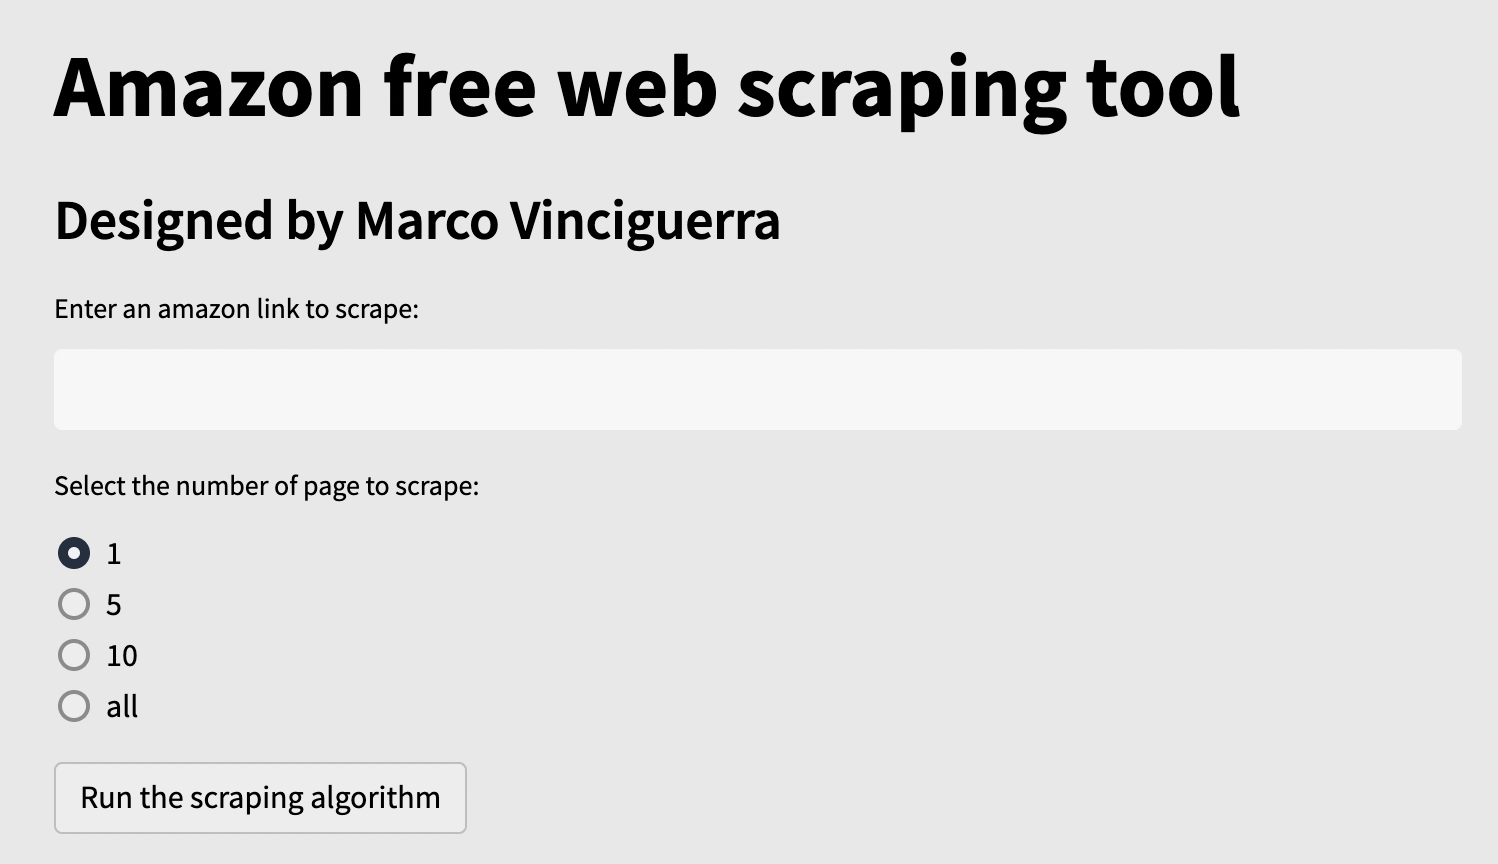 Amazon free web scraping tool
Designed by Marco Vinciguerra
Enter an amazon link to scrape:
Select the number of page to scrape:
1
5
10
all
Run the scraping algorithm